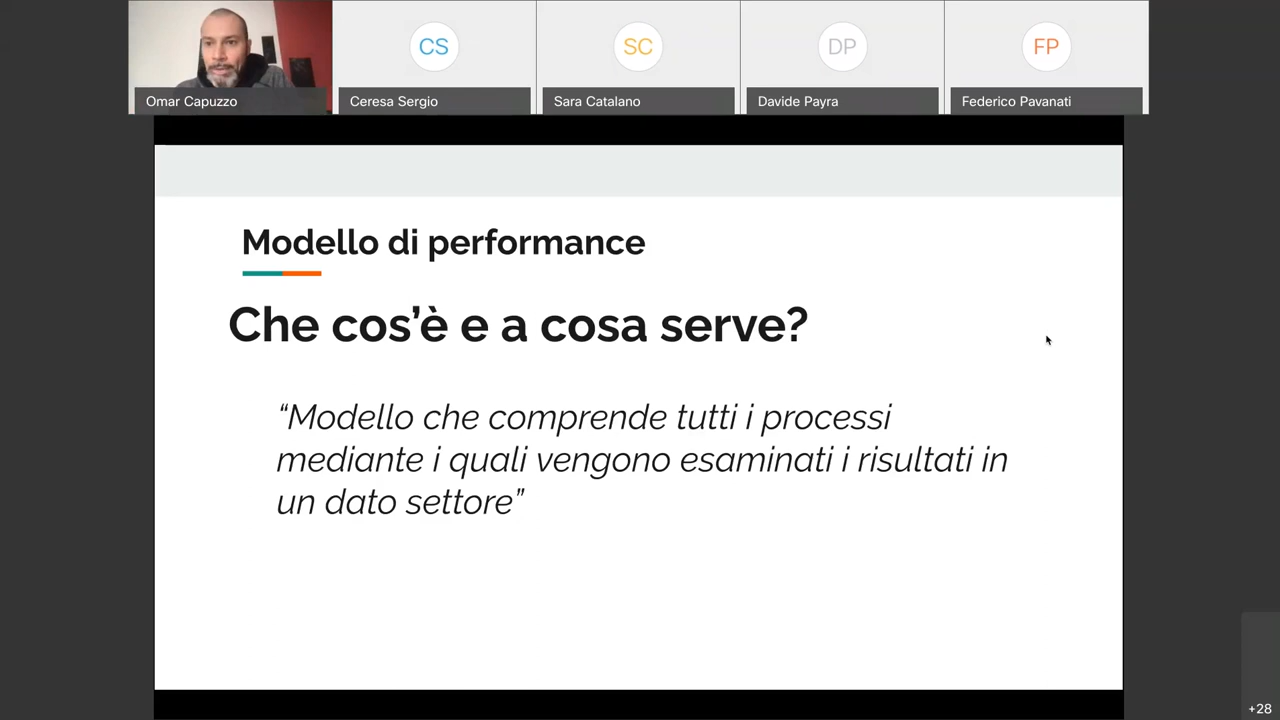 CS
SC
DP
FP
Omar Capuzzo
Ceresa Sergio
Sara Catalano
Davide Payra
Federico Pavanati
Modello di performance
Che cos’è e a cosa serve?
“Modello che comprende tutti i processi
mediante i quali vengono esaminati i risultati in
un dato settore”
+28